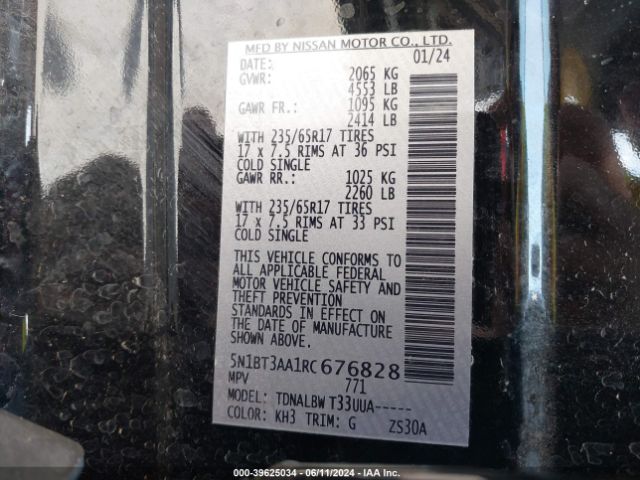 MFD BY NISSAN MOTOR CO., LTD.
DATE: 01/24
GVWR: 2065 KG
4553 LB
GAWR FR.: 1095 KG
2414 LB
WITH 235/65R17 TIRES
17 x 7.5 RIMS AT 36 PSI
COLD SINGLE
GAWR RR.: 1025 KG
2260 LB
WITH 235/65R17 TIRES
17 x 7.5 RIMS AT 33 PSI
COLD SINGLE
THIS VEHICLE CONFORMS TO
ALL APPLICABLE FEDERAL
MOTOR VEHICLE SAFETY AND
THEFT PREVENTION
STANDARDS IN EFFECT ON
THE DATE OF MANUFACTURE
SHOWN ABOVE.
5N1BT3AA1RC676828
MPV 771
MODEL: TDNALBW T33UUA-----
COLOR: KH3 TRIM: G ZS30A
000-39625034 - 06/11/2024 - IAA Inc.